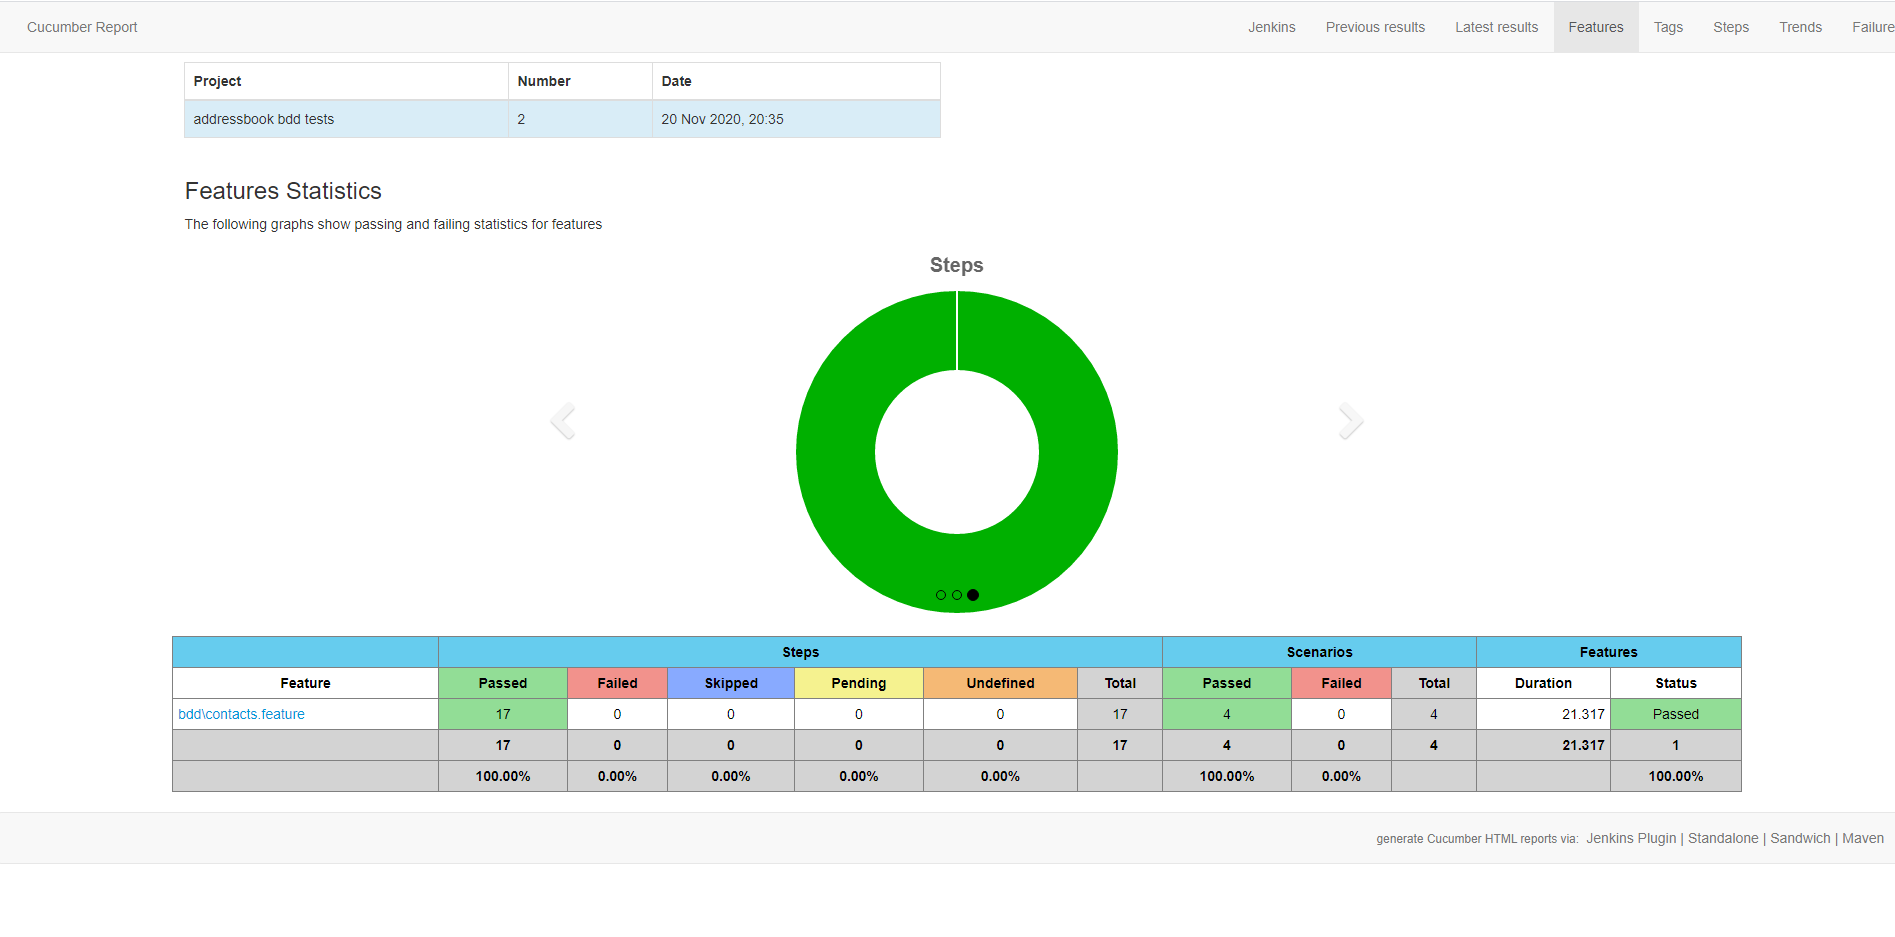 Cucumber Report Jenkins Previous results Latest results Features Tags Steps Trends Failure
Project Number Date
addressbook bdd tests 2 20 Nov 2020, 20:35
Features Statistics
The following graphs show passing and failing statistics for features
Steps
Steps Scenarios Features
Feature Passed Failed Skipped Pending Undefined Total Passed Failed Total Duration Status
bdd\contacts.feature 17 0 0 0 0 17 4 0 4 21.317 Passed
17 0 0 0 0 17 4 0 4 21.317 1
100.00% 0.00% 0.00% 0.00% 0.00% 100.00% 0.00% 100.00%
generate Cucumber HTML reports via: Jenkins Plugin | Standalone | Sandwich | Maven